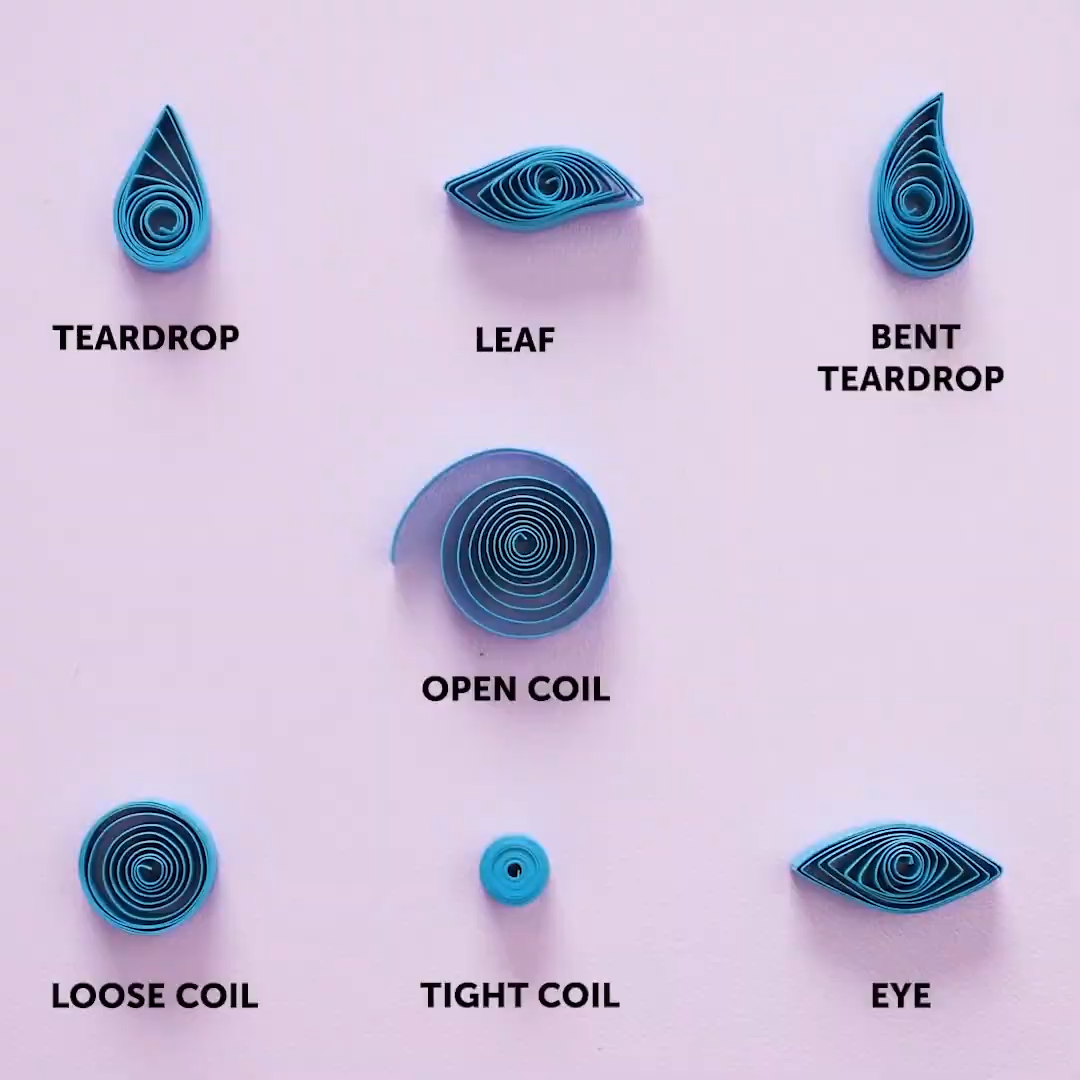 TEARDROP
LEAF
BENT
TEARDROP
OPEN COIL
LOOSE COIL
TIGHT COIL
EYE